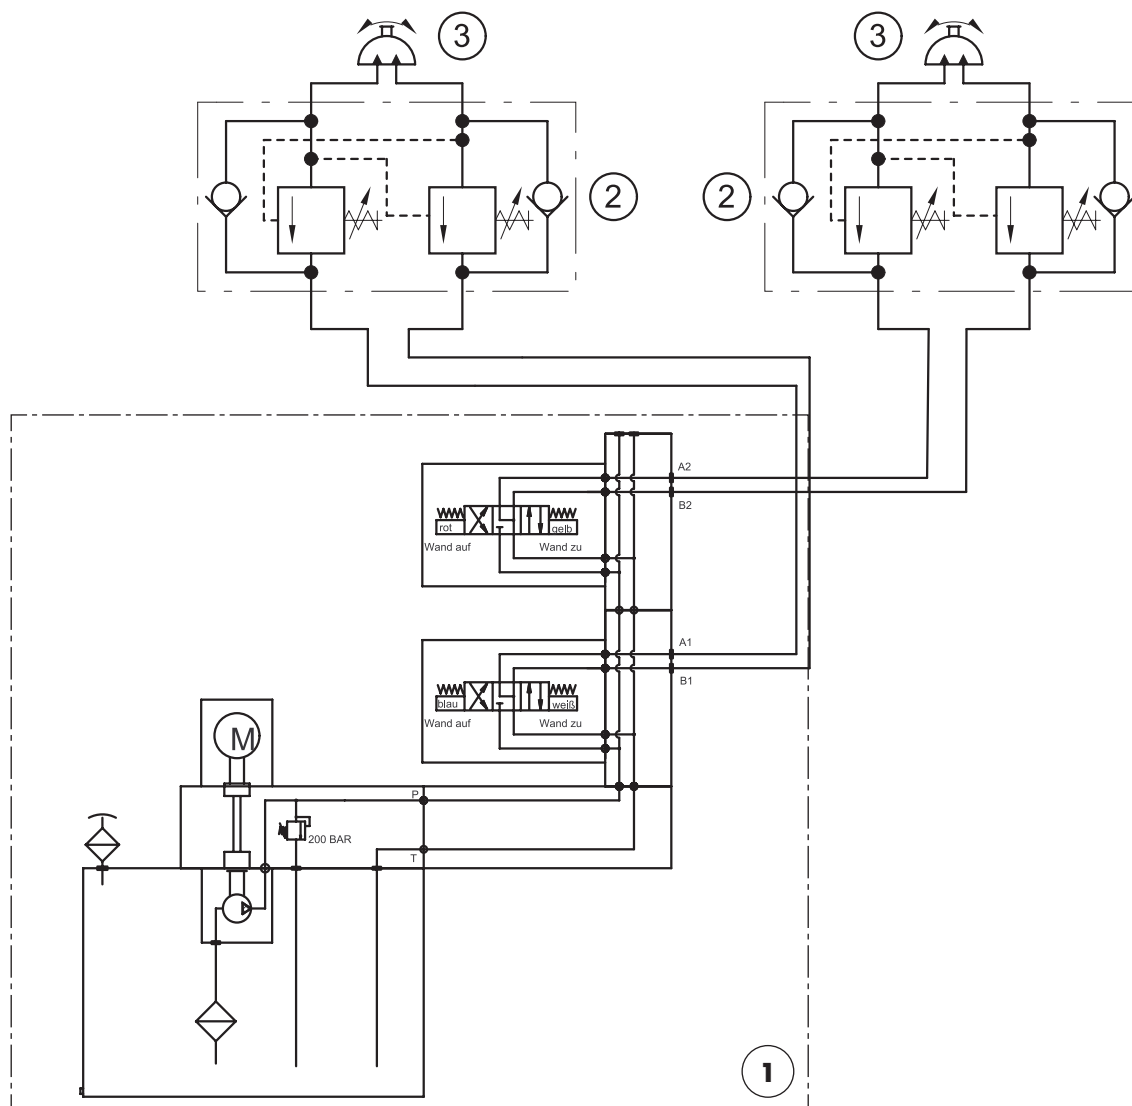 3
3
2
2
A2
B2
rot
gelb
Wand auf
Wand zu
A1
B1
blau
weiß
Wand auf
Wand zu
M
P
200 BAR
T
1